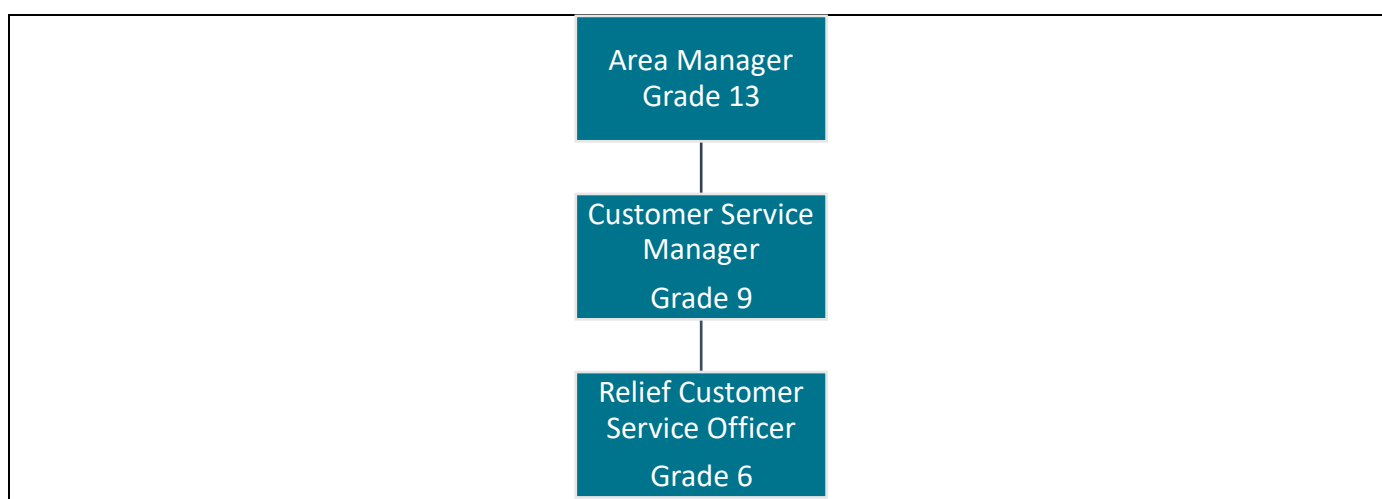 Area Manager
Grade 13
Customer Service
Manager
Grade 9
Relief Customer
Service Officer
Grade 6